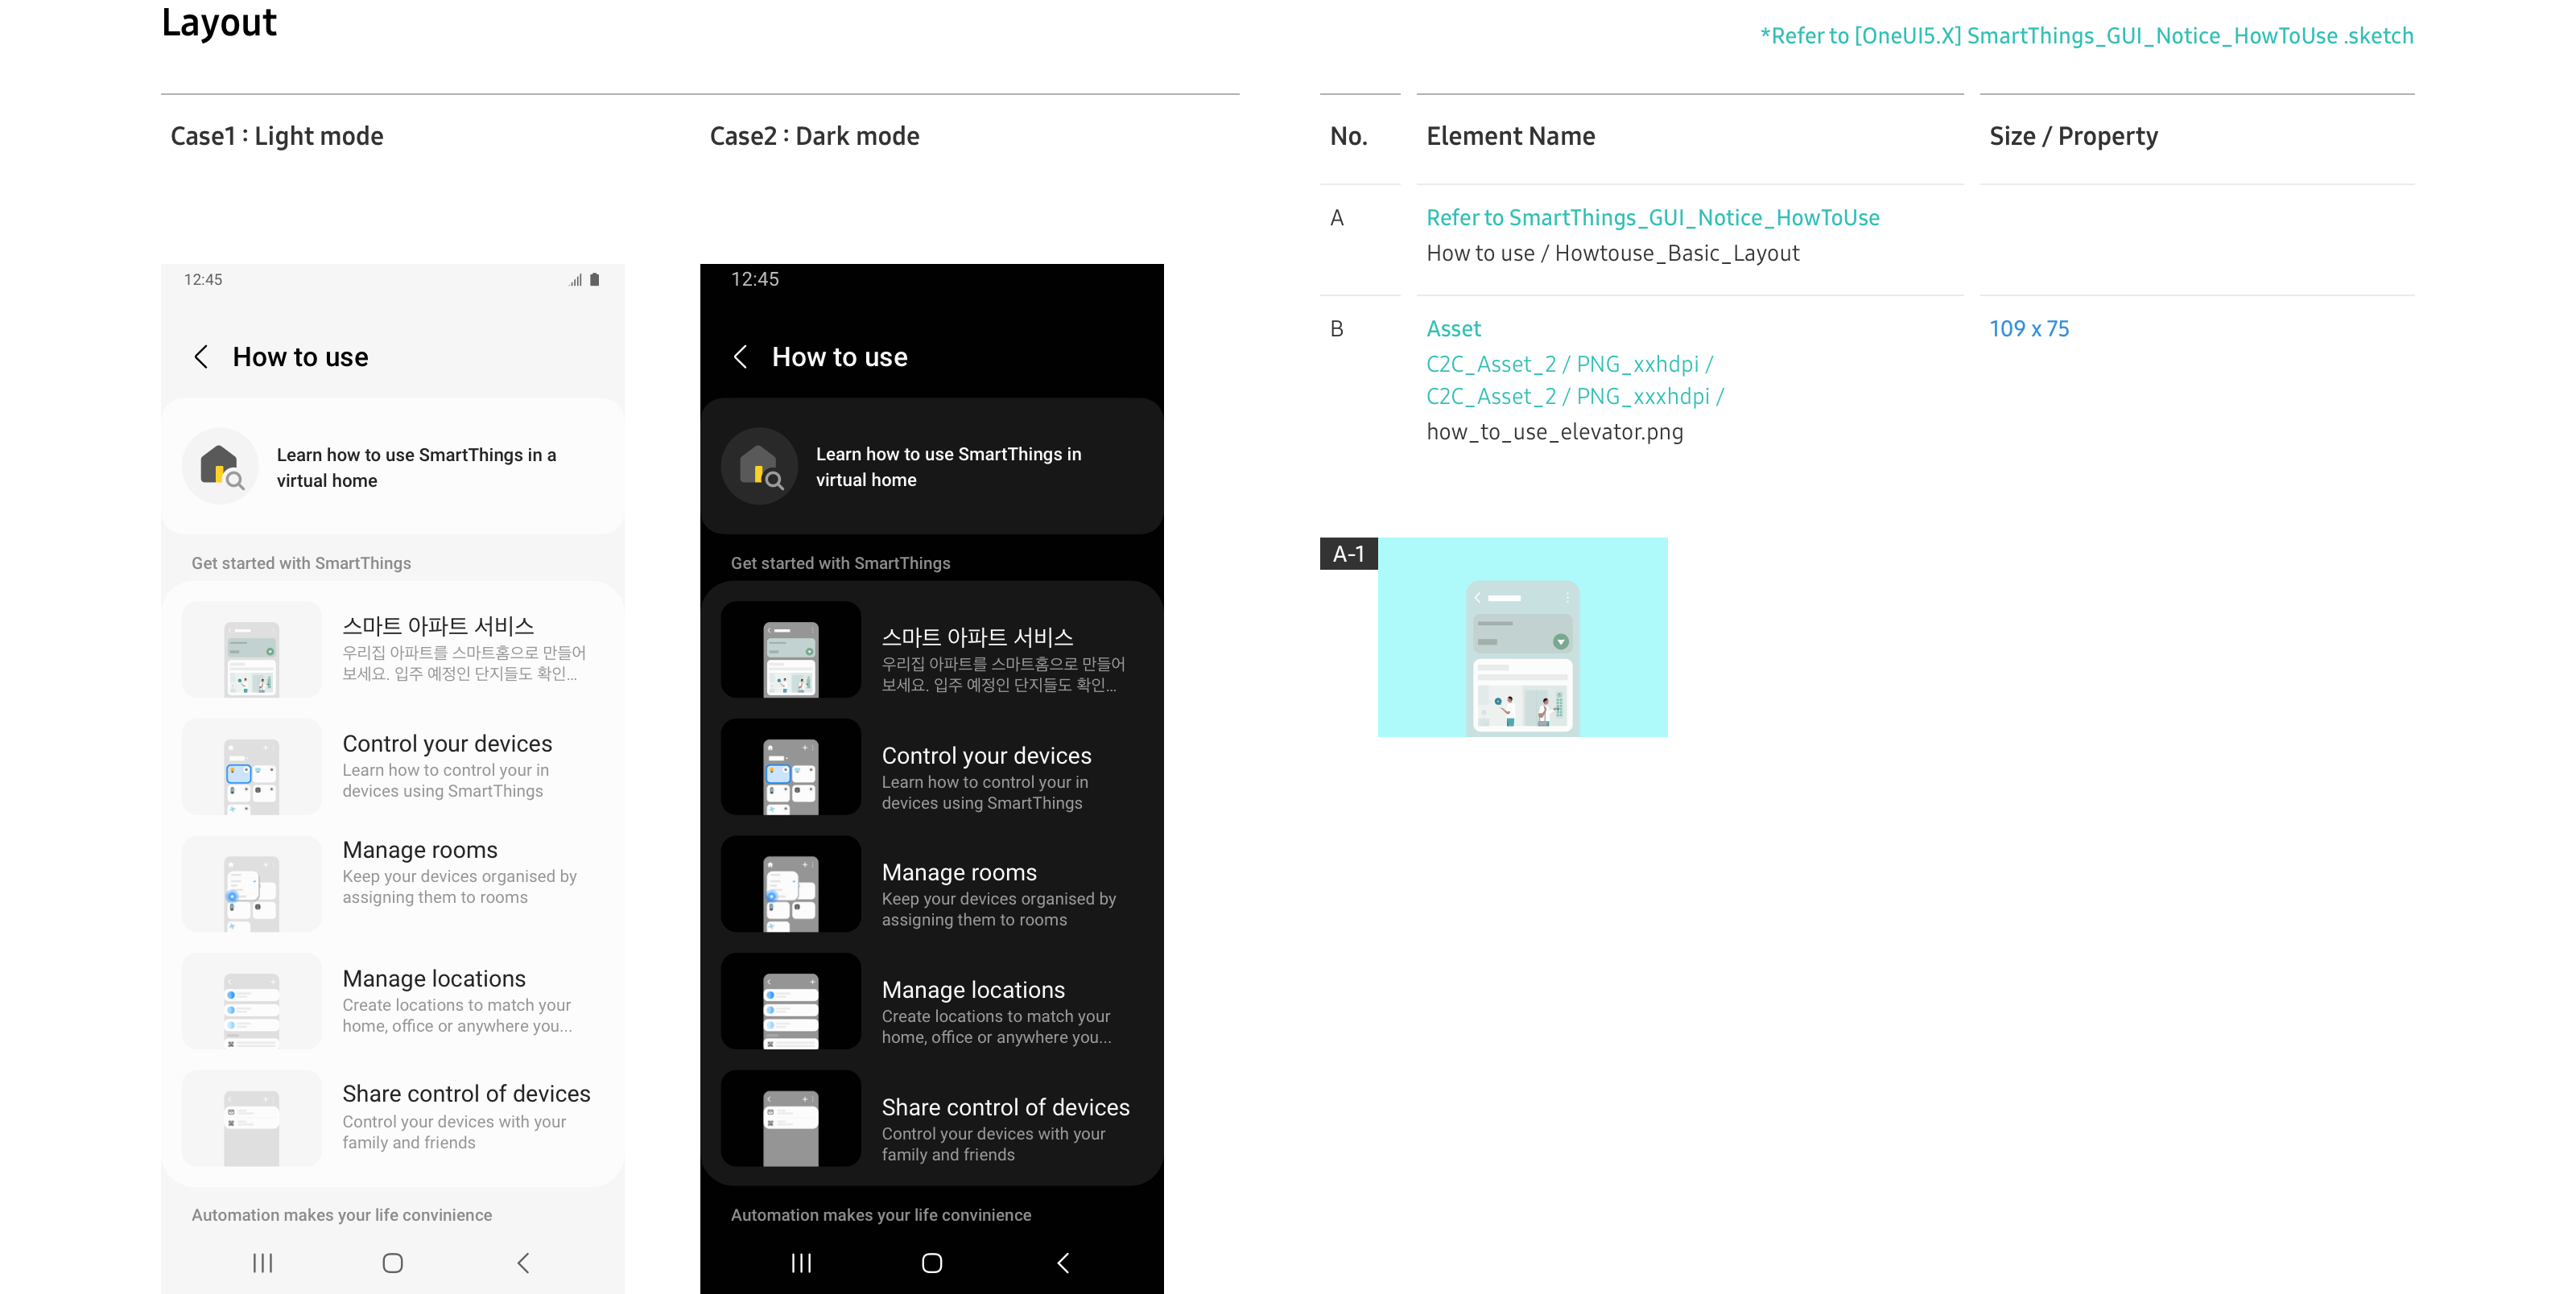 Layout
*Refer to [OneUI5.X] SmartThings_GUI_Notice_HowToUse .sketch
Case1 : Light mode
Case2 : Dark mode
12:45
How to use
Learn how to use SmartThings in a
virtual home
Get started with SmartThings
스마트 아파트 서비스
우리집 아파트를 스마트홈으로 만들어
보세요. 입주 예정인 단지들도 확인...
Control your devices
Learn how to control your in
devices using SmartThings
Manage rooms
Keep your devices organised by
assigning them to rooms
Manage locations
Create locations to match your
home, office or anywhere you...
Share control of devices
Control your devices with your
family and friends
Automation makes your life convinience
12:45
How to use
Learn how to use SmartThings in
virtual home
Get started with SmartThings
스마트 아파트 서비스
우리집 아파트를 스마트홈으로 만들어
보세요. 입주 예정인 단지들도 확인...
Control your devices
Learn how to control your in
devices using SmartThings
Manage rooms
Keep your devices organised by
assigning them to rooms
Manage locations
Create locations to match your
home, office or anywhere you...
Share control of devices
Control your devices with your
family and friends
Automation makes your life convinience
No.
Element Name
Size / Property
A
Refer to SmartThings_GUI_Notice_HowToUse
How to use / Howtouse_Basic_Layout
B
Asset
109 x 75
C2C_Asset_2 / PNG_xxhdpi /
C2C_Asset_2 / PNG_xxxhdpi /
how_to_use_elevator.png
A-1